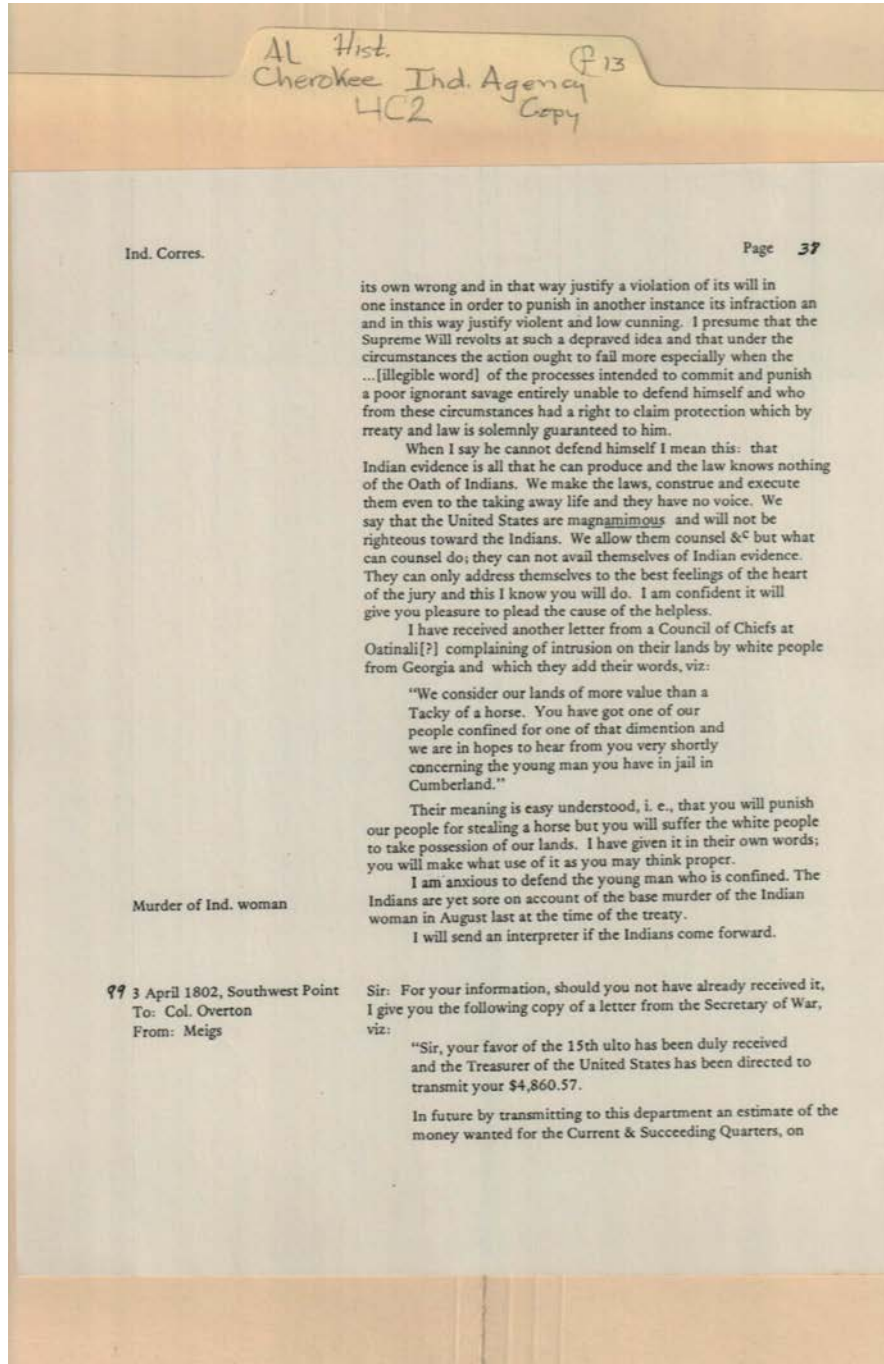 AL Hist.
Cherokee Ind. Agency f13
4C2 Copy
Ind. Corres.
Page 38
its own wrong and in that way justify a violation of its will in
one instance in order to punish in another instance its infraction an
and in this way justify violent and low cunning. I presume that the
Supreme Will revolts at such a depraved idea and that under the
circumstances the action ought to fail more especially when the
...[illegible word] of the processes intended to commit and punish
a poor ignorant savage entirely unable to defend himself and who
from these circumstances had a right to claim protection which by
rreaty and law is solemnly guaranteed to him.
When I say he cannot defend himself I mean this: that
Indian evidence is all that he can produce and the law knows nothing
of the Oath of Indians. We make the laws, construe and execute
them even to the taking away life and they have no voice. We
say that the United States are magnamimous and will not be
righteous toward the Indians. We allow them counsel &c but what
can counsel do; they can not avail themselves of Indian evidence.
They can only address themselves to the best feelings of the heart
of the jury and this I know you will do. I am confident it will
give you pleasure to plead the cause of the helpless.
I have received another letter from a Council of Chiefs at
Oatinali[?] complaining of intrusion on their lands by white people
from Georgia and which they add their words, viz:
"We consider our lands of more value than a
Tacky of a horse. You have got one of our
people confined for one of that dimention and
we are in hopes to hear from you very shortly
concerning the young man you have in jail in
Cumberland."
Their meaning is easy understood, i. e., that you will punish
our people for stealing a horse but you will suffer the white people
to take possession of our lands. I have given it in their own words;
you will make what use of it as you may think proper.
I am anxious to defend the young man who is confined. The
Murder of Ind. woman
Indians are yet sore on account of the base murder of the Indian
woman in August last at the time of the treaty.
I will send an interpreter if the Indians come forward.
99 3 April 1802, Southwest Point
To: Col. Overton
From: Meigs
Sir: For your information, should you not have already received it,
I give you the following copy of a letter from the Secretary of War,
viz:
"Sir, your favor of the 15th ulto has been duly received
and the Treasurer of the United States has been directed to
transmit your $4,860.57.
In future by transmitting to this department an estimate of the
money wanted for the Current & Succeeding Quarters, on